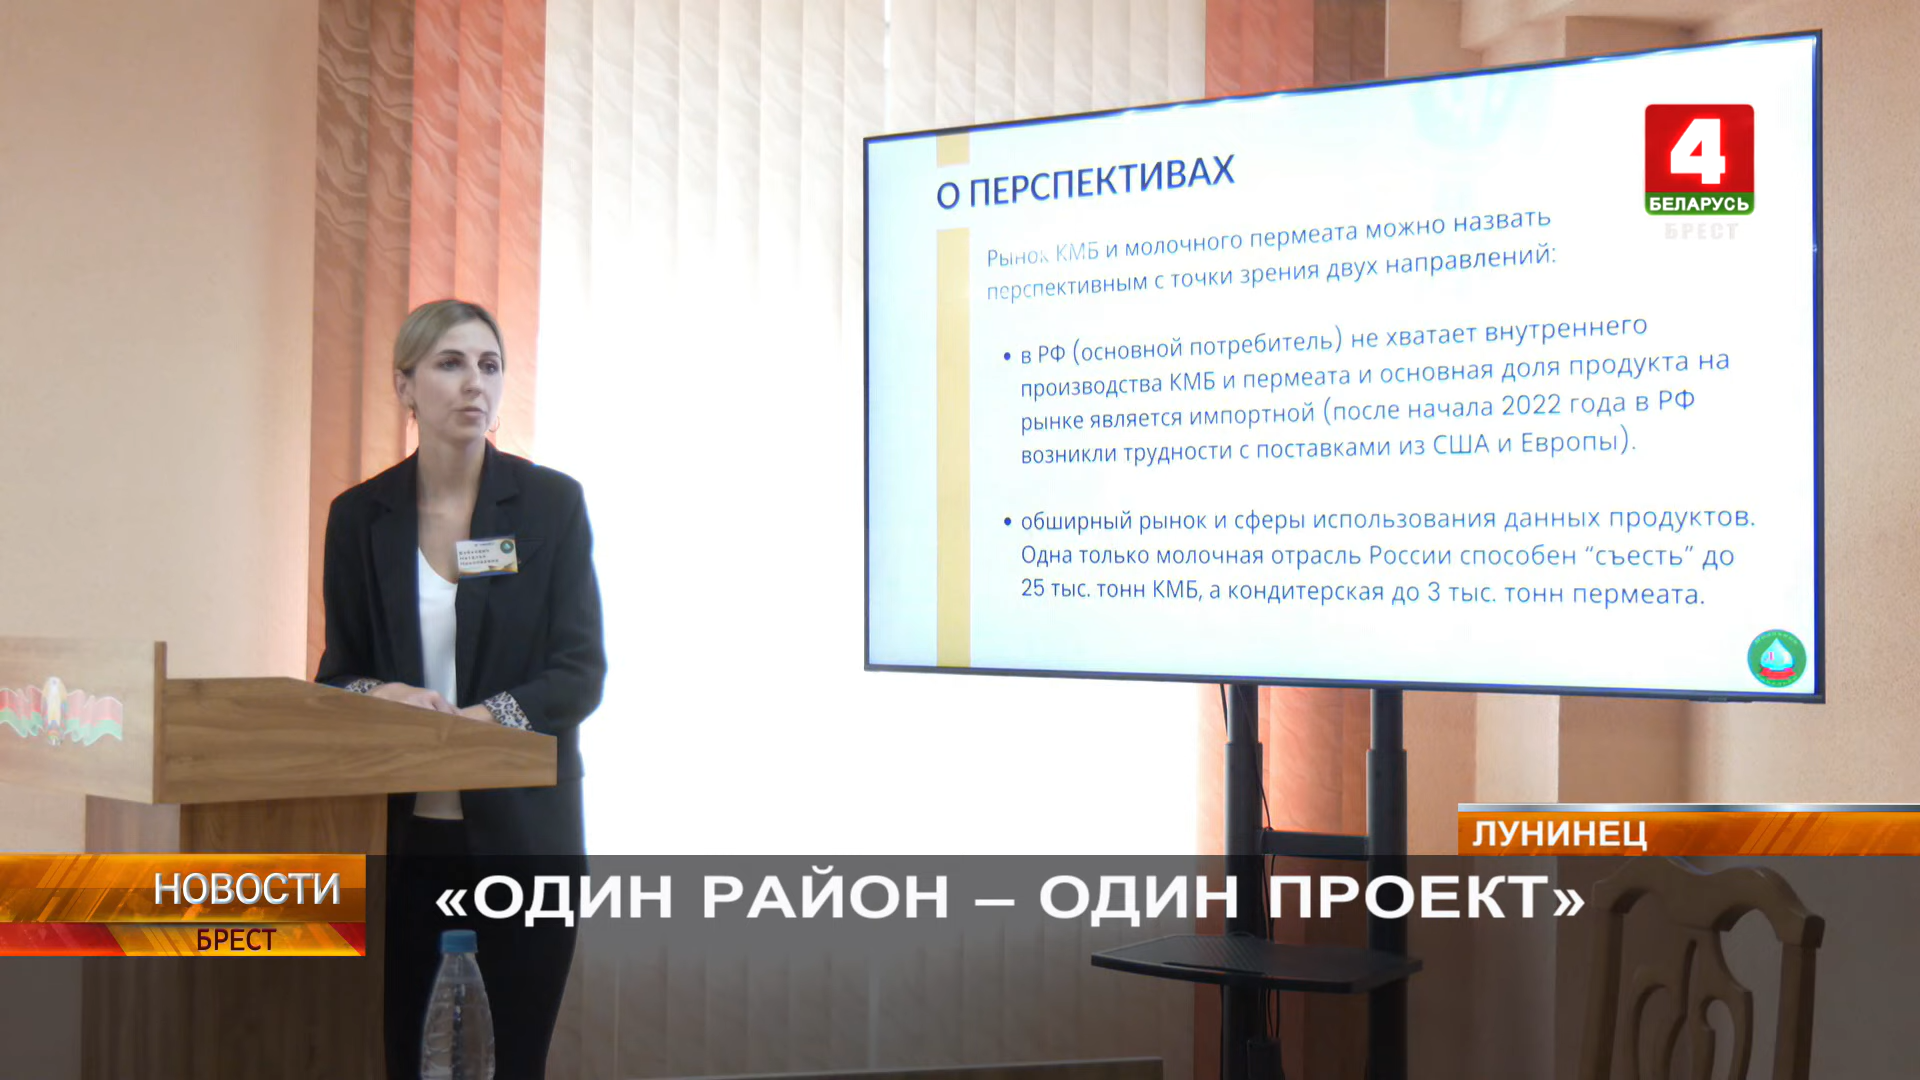 О ПЕРСПЕКТИВАХ
Рынок КМБ и молочного пермеата можно назвать
перспективным с точки зрения двух направлений:
• в РФ (основной потребитель) не хватает внутреннего
производства КМБ и пермеата и основная доля продукта на
рынке является импортной (после начала 2022 года в РФ
возникли трудности с поставками из США и Европы).
• обширный рынок и сферы использования данных продуктов.
Одна только молочная отрасль России способен “съесть” до
25 тыс. тонн КМБ, а кондитерская до 3 тыс. тонн пермеата.
4
БЕЛАРУСЬ
БРЕСТ
ЛУНИНЕЦ
НОВОСТИ
БРЕСТ
«ОДИН РАЙОН – ОДИН ПРОЕКТ»